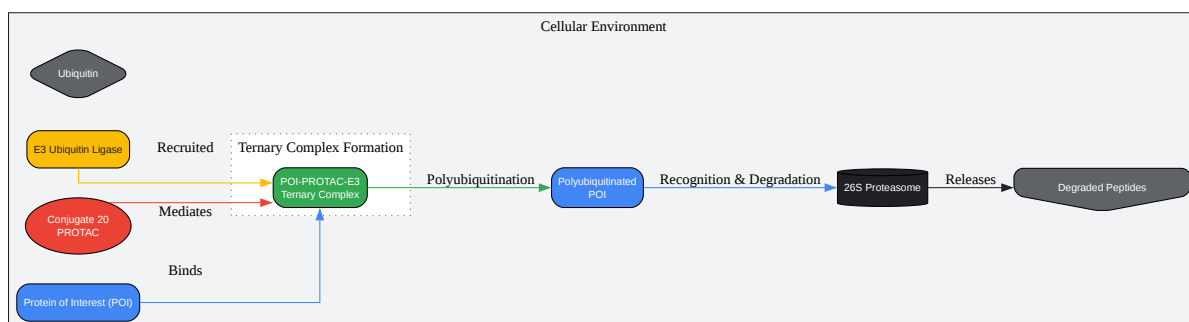 Cellular Environment
Ubiquitin
E3 Ubiquitin Ligase
Recruited
Ternary Complex Formation
POI-PROTAC-E3
Ternary Complex
Polyubiquitination
Polyubiquitinated
POI
Recognition & Degradation
26S Proteasome
Releases
Degraded Peptides
Conjugate 20
PROTAC
Mediates
Binds
Protein of Interest (POI)